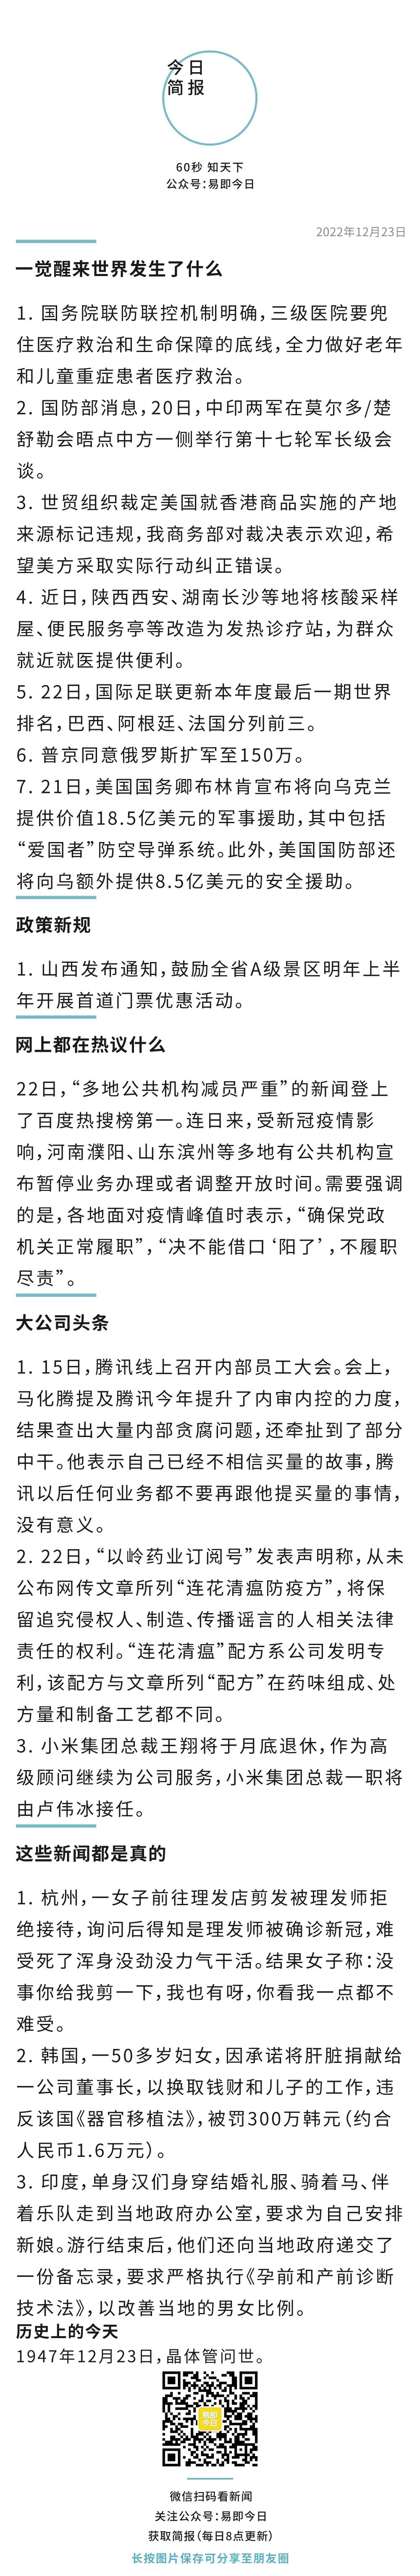 今日
简报
60秒 知天下
公众号：易即今日
2022年12月23日
一觉醒来世界发生了什么
1. 国务院联防联控机制明确，三级医院要兜
住医疗救治和生命保障的底线，全力做好老年
和儿童重症患者医疗救治。
2. 国防部消息，20日，中印两军在莫尔多/楚
舒勒会晤点中方一侧举行第十七轮军长级会
谈。
3. 世贸组织裁定美国就香港商品实施的产地
来源标记违规，我商务部对裁决表示欢迎，希
望美方采取实际行动纠正错误。
4. 近日，陕西西安、湖南长沙等地将核酸采样
屋、便民服务亭等改造为发热诊疗站，为群众
就近就医提供便利。
5. 22日，国际足联更新本年度最后一期世界
排名，巴西、阿根廷、法国分列前三。
6. 普京同意俄罗斯扩军至150万。
7. 21日，美国国务卿布林肯宣布将向乌克兰
提供价值18.5亿美元的军事援助，其中包括
“爱国者”防空导弹系统。此外，美国国防部还
将向乌额外提供8.5亿美元的安全援助。
政策新规
1. 山西发布通知，鼓励全省A级景区明年上半
年开展首道门票优惠活动。
网上都在热议什么
22日，“多地公共机构减员严重”的新闻登上
了百度热搜榜第一。连日来，受新冠疫情影
响，河南濮阳、山东滨州等多地有公共机构宣
布暂停业务办理或者调整开放时间。需要强调
的是，各地面对疫情峰值时表示，“确保党政
机关正常履职”，“决不能借口‘阳了’，不履职
尽责”。
大公司头条
1. 15日，腾讯线上召开内部员工大会。会上，
马化腾提及腾讯今年提升了内审内控的力度，
结果查出大量内部贪腐问题，还牵扯到了部分
中干。他表示自己已经不相信买量的故事，腾
讯以后任何业务都不要再跟他提买量的事情，
没有意义。
2. 22日，“以岭药业订阅号”发表声明称，从未
公布网传文章所列“连花清瘟防疫方”，将保
留追究侵权人、制造、传播谣言的人相关法律
责任的权利。“连花清瘟”配方系公司发明专
利，该配方与文章所列“配方”在药味组成、处
方量和制备工艺都不同。
3. 小米集团总裁王翔将于月底退休，作为高
级顾问继续为公司服务，小米集团总裁一职将
由卢伟冰接任。
这些新闻都是真的
1. 杭州，一女子前往理发店剪发被理发师拒
绝接待，询问后得知是理发师被确诊新冠，难
受死了浑身没劲没力气干活。结果女子称：没
事你给我剪一下，我也有呀，你看我一点都不
难受。
2. 韩国，一50多岁妇女，因承诺将肝脏捐献给
一公司董事长，以换取钱财和儿子的工作，违
反该国《器官移植法》，被罚300万韩元（约合
人民币1.6万元）。
3. 印度，单身汉们身穿结婚礼服、骑着马、伴
着乐队走到当地政府办公室，要求为自己安排
新娘。游行结束后，他们还向当地政府递交了
一份备忘录，要求严格执行《孕前和产前诊断
技术法》，以改善当地的男女比例。
历史上的今天
1947年12月23日，晶体管问世。
易即
今日
微信扫码看新闻
关注公众号：易即今日
获取简报（每日8点更新）
长按图片保存可分享至朋友圈